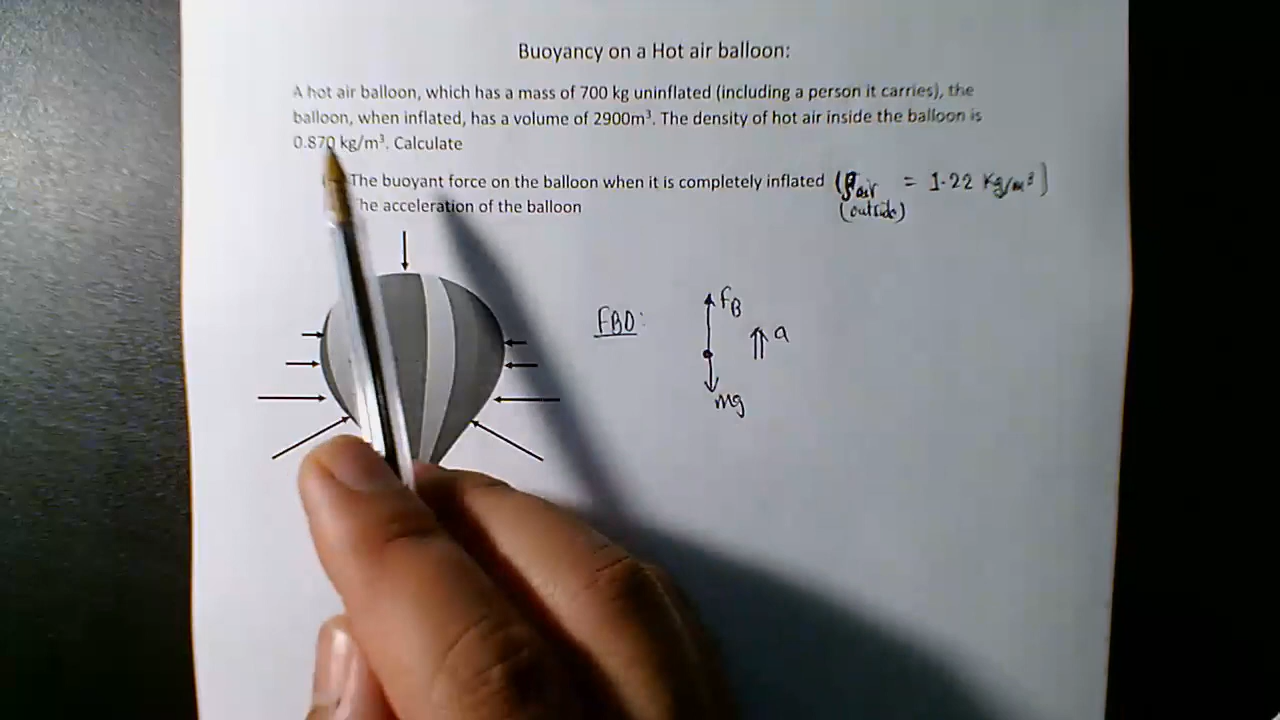 Buoyancy on a Hot air balloon:
A hot air balloon, which has a mass of 700 kg uninflated (including a person it carries), the
balloon, when inflated, has a volume of 2900m³. The density of hot air inside the balloon is
0.870 kg/m³. Calculate
The buoyant force on the balloon when it is completely inflated (ρair = 1.22 Kg/m³)
(outside)
he acceleration of the balloon
FBD:
FB
a
mg